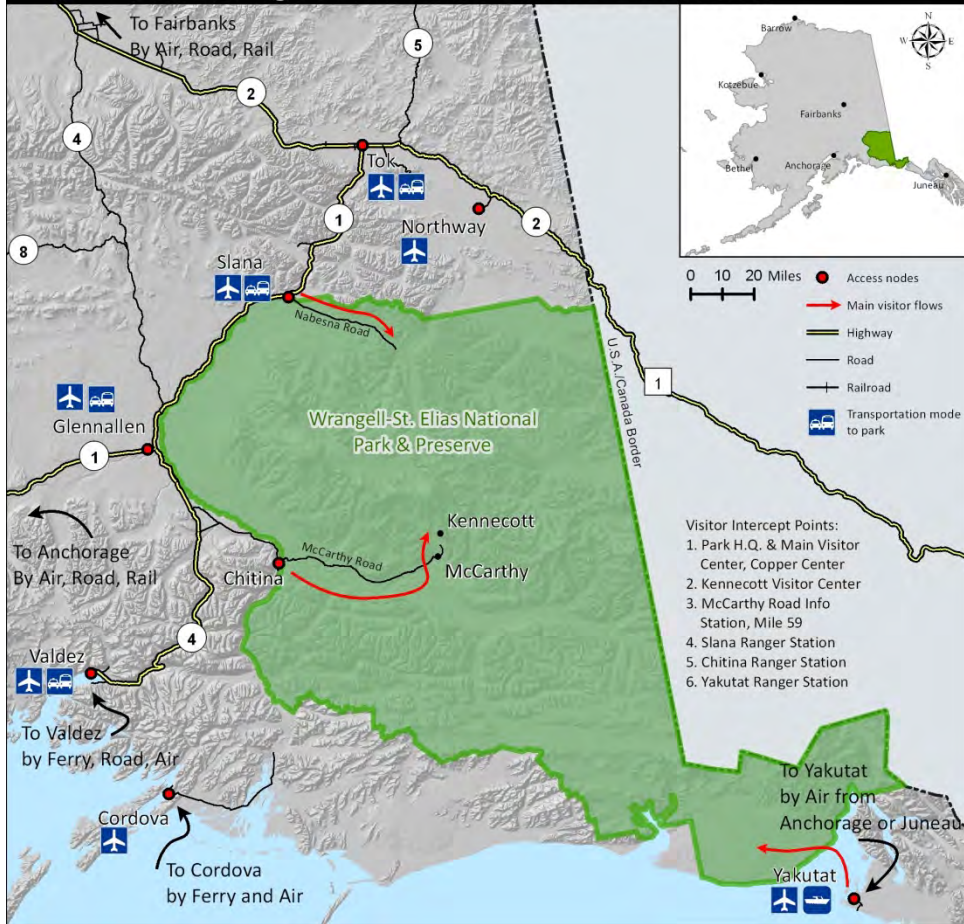 To Fairbanks
By Air, Road, Rail
5
2
4
Tok
1
Northway
2
8
Slana
Nabesna Road
Glennallen
1
Wrangell-St. Elias National
Park & Preserve
U.S.A./Canada Border
1
To Anchorage
By Air, Road, Rail
Kennecott
McCarthy Road
McCarthy
Chitina
4
Valdez
To Valdez
by Ferry, Road, Air
Cordova
To Cordova
by Ferry and Air
To Yakutat
by Air from
Anchorage or Juneau
Yakutat
Barrow
N
W
E
S
Kotzebue
Fairbanks
Bethel
Anchorage
Juneau
0 10 20 Miles
Access nodes
Main visitor flows
Highway
Road
Railroad
Transportation mode
to park
Visitor Intercept Points:
1. Park H.Q. & Main Visitor
Center, Copper Center
2. Kennecott Visitor Center
3. McCarthy Road Info
Station, Mile 59
4. Slana Ranger Station
5. Chitina Ranger Station
6. Yakutat Ranger Station